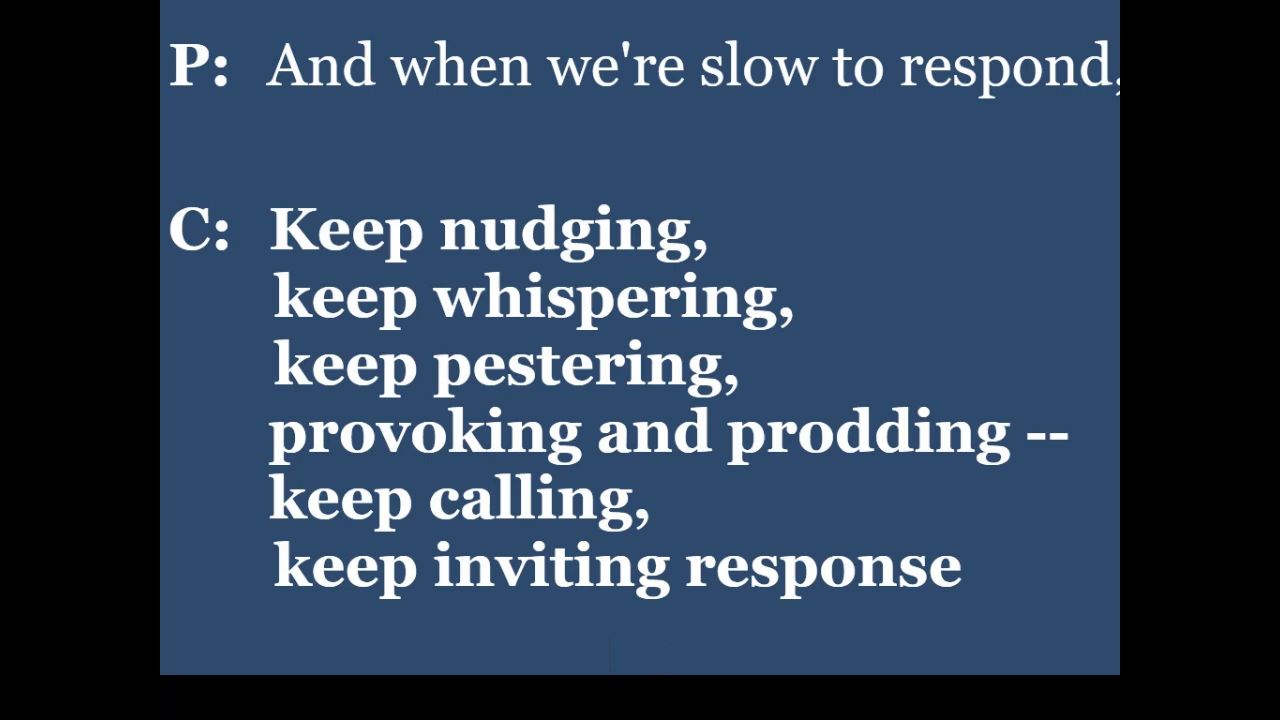 P: And when we're slow to respond,
C: Keep nudging,
keep whispering,
keep pestering,
provoking and prodding --
keep calling,
keep inviting response